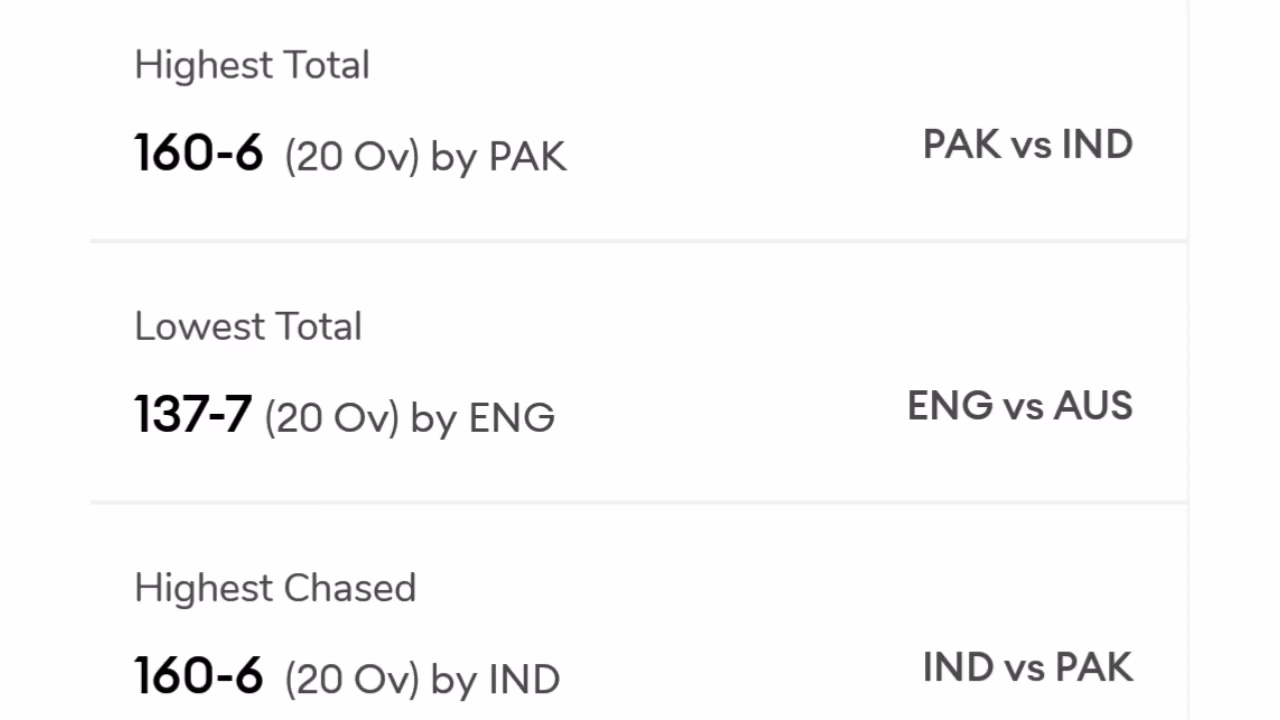 Highest Total
160-6 (20 Ov) by PAK PAK vs IND
Lowest Total
137-7 (20 Ov) by ENG ENG vs AUS
Highest Chased
160-6 (20 Ov) by IND IND vs PAK